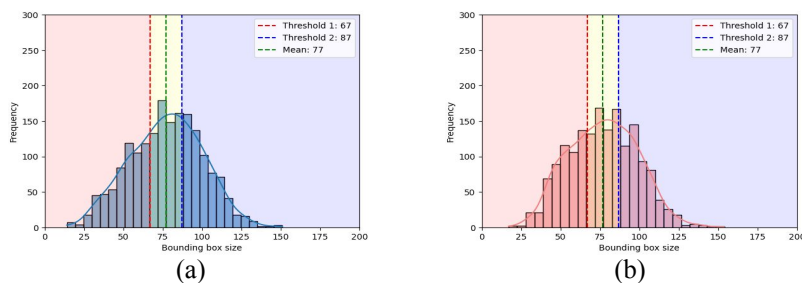 300
250
200
150
100
50
0
Frequency
0 25 50 75 100 125 150 175 200
Bounding box size
Threshold 1: 67
Threshold 2: 87
Mean: 77
(a)
300
250
200
150
100
50
0
Frequency
0 25 50 75 100 125 150 175 200
Bounding box size
Threshold 1: 67
Threshold 2: 87
Mean: 77
(b)